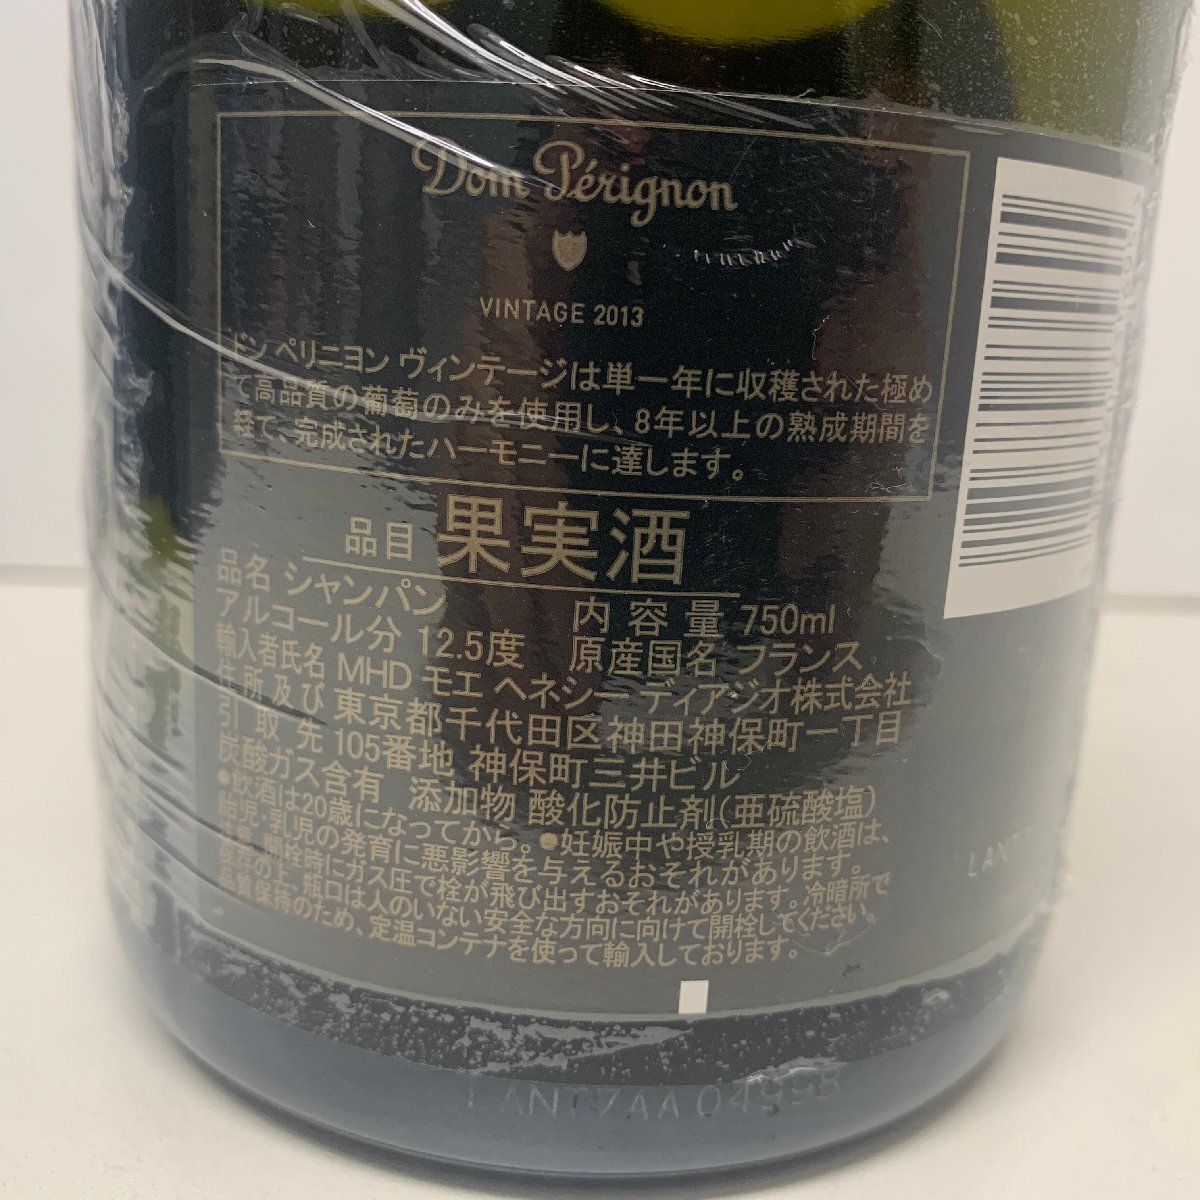 Dom Pérignon
VINTAGE 2013
ドン ペリニヨン ヴィンテージは単一年に収穫された極め
て高品質の葡萄のみを使用し、8年以上の熟成期間を
経て、完成されたハーモニーに達します。
品目 果実酒
品名 シャンパン 内容量 750ml
アルコール分 12.5度 原産国名 フランス
輸入者氏名 MHD モエ ヘネシー ディアジオ株式会社
住所及び 東京都千代田区神田神保町一丁目
引取先 105番地 神保町三井ビル
炭酸ガス含有 添加物 酸化防止剤(亜硫酸塩)
●飲酒は20歳になってから。●妊娠中や授乳期の飲酒は、
胎児・乳児の発育に悪影響を与えるおそれがあります。
注意：開栓時にガス圧で栓が飛び出すおそれがあります。冷暗所で
保存の上、瓶口は人のいない安全な方向に向けて開栓してください。
品質保持のため、定温コンテナを使って輸入しております。